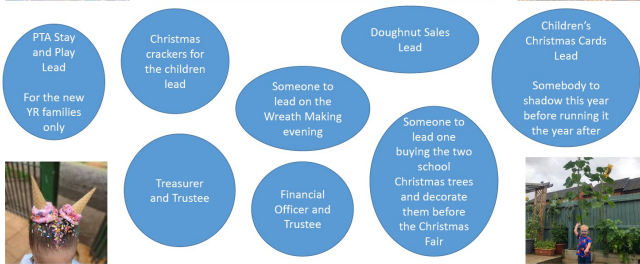 PTA Stay
and Play
Lead
For the new
YR families
only
Christmas
crackers for
the children
lead
Doughnut Sales
Lead
Children's
Christmas Cards
Lead
Somebody to
shadow this year
before running it
the year after
Someone to
lead on the
Wreath Making
evening
Someone to
lead one
buying the two
school
Christmas trees
and decorate
them before
the Christmas
Fair
Treasurer
and Trustee
Financial
Officer and
Trustee